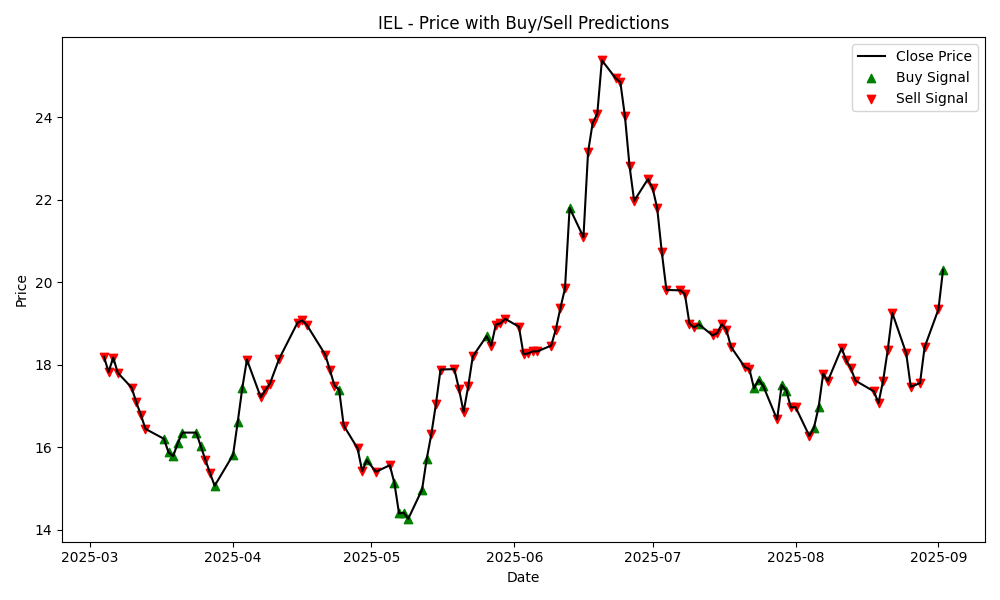 IEL - Price with Buy/Sell Predictions
Close Price
Buy Signal
Sell Signal
Price
24
22
20
18
16
14
2025-03
2025-04
2025-05
2025-06
2025-07
2025-08
2025-09
Date